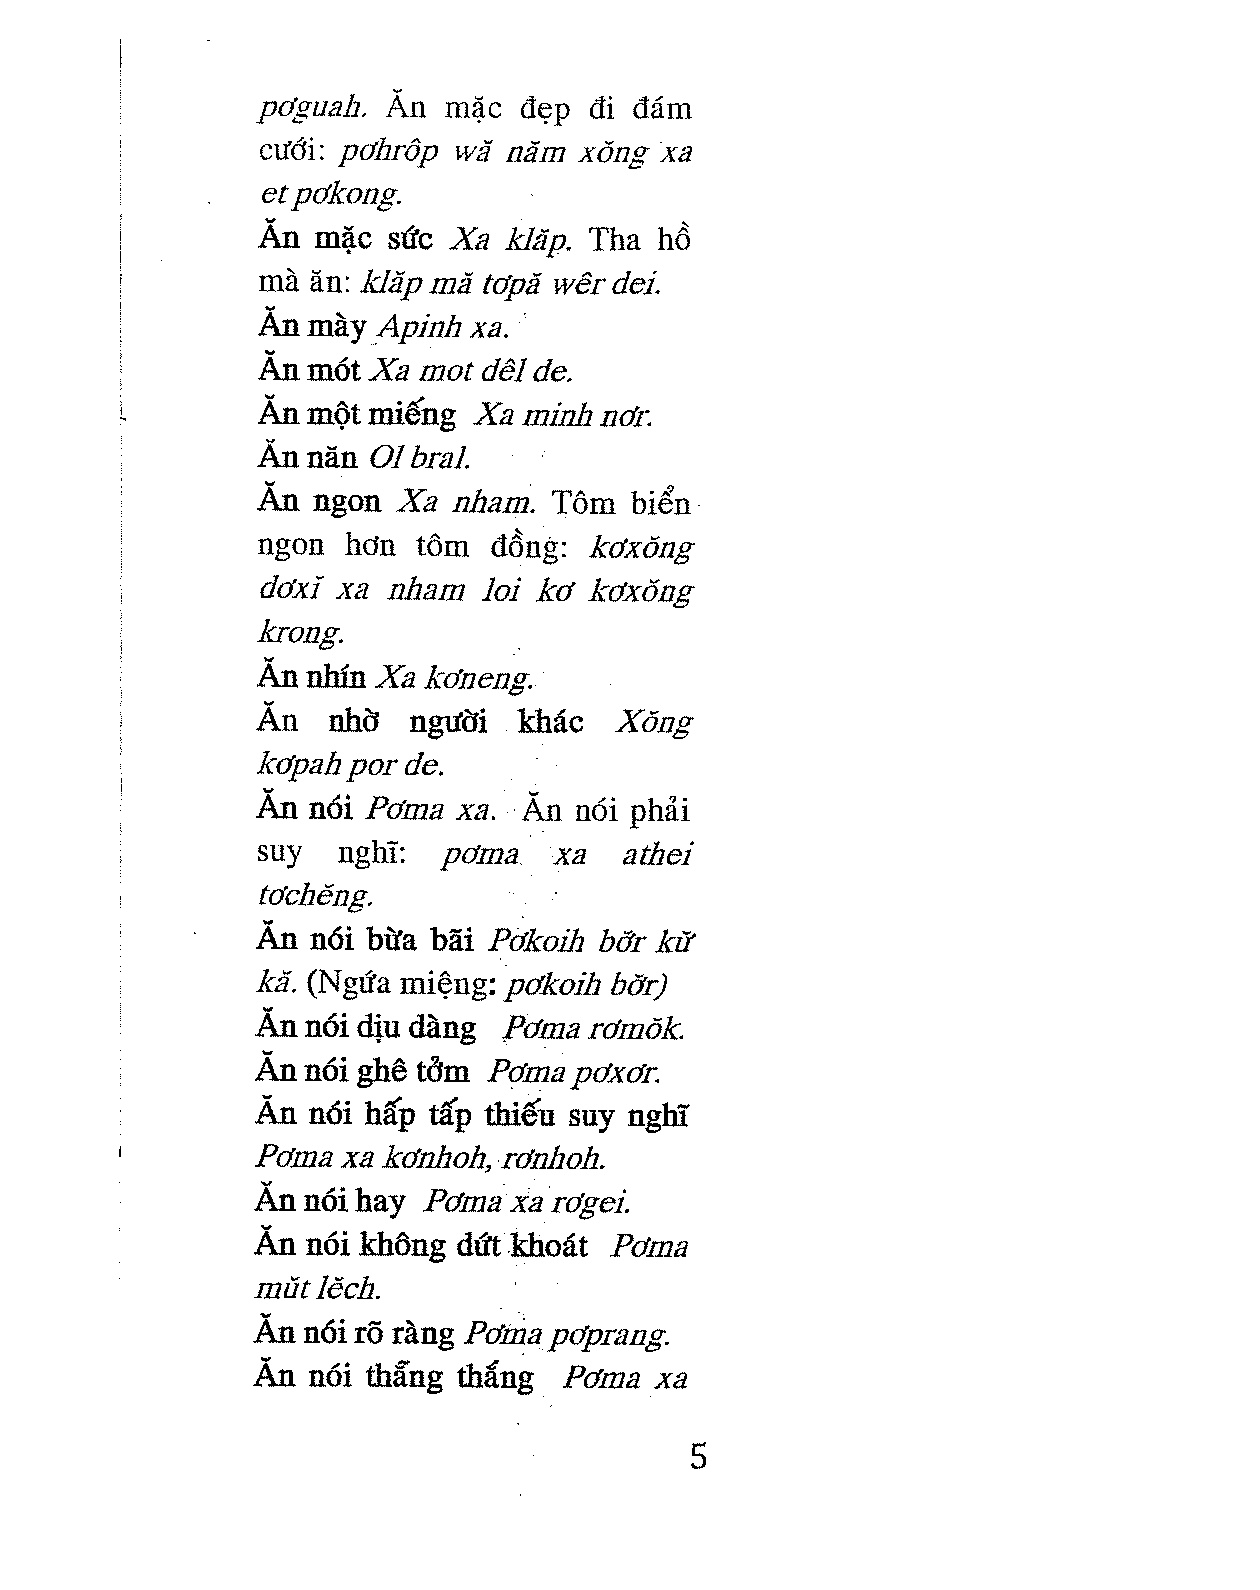 pơguah. Ăn mặc đẹp đi đám
cưới: pơhrôp wă năm xŏng xa
et pơkong.
Ăn mặc sức Xa klăp. Tha hồ
mà ăn: klăp mă tơpă wêr dei.
Ăn mày Apinh xa.
Ăn mót Xa mot dêl de.
Ăn một miếng Xa minh nơr.
Ăn năn Ol bral.
Ăn ngon Xa nham. Tôm biển
ngon hơn tôm đồng: kơxŏng
dơxĭ xa nham loi kơ kơxŏng
krong.
Ăn nhín Xa kơneng.
Ăn nhờ người khác Xŏng
kơpah por de.
Ăn nói Pơma xa. Ăn nói phải
suy nghĩ: pơma xa athei
tơchĕng.
Ăn nói bừa bãi Pơkoih bơ̆r kư̆
kă. (Ngứa miệng: pơkoih bơ̆r)
Ăn nói dịu dàng Pơma rơmŏk.
Ăn nói ghê tởm Pơma pơxơr.
Ăn nói hấp tấp thiếu suy nghĩ
Pơma xa kơnhoh, rơnhoh.
Ăn nói hay Pơma xa rơgei.
Ăn nói không dứt khoát Pơma
mŭt lĕch.
Ăn nói rõ ràng Pơma pơprang.
Ăn nói thẳng thắng Pơma xa
5